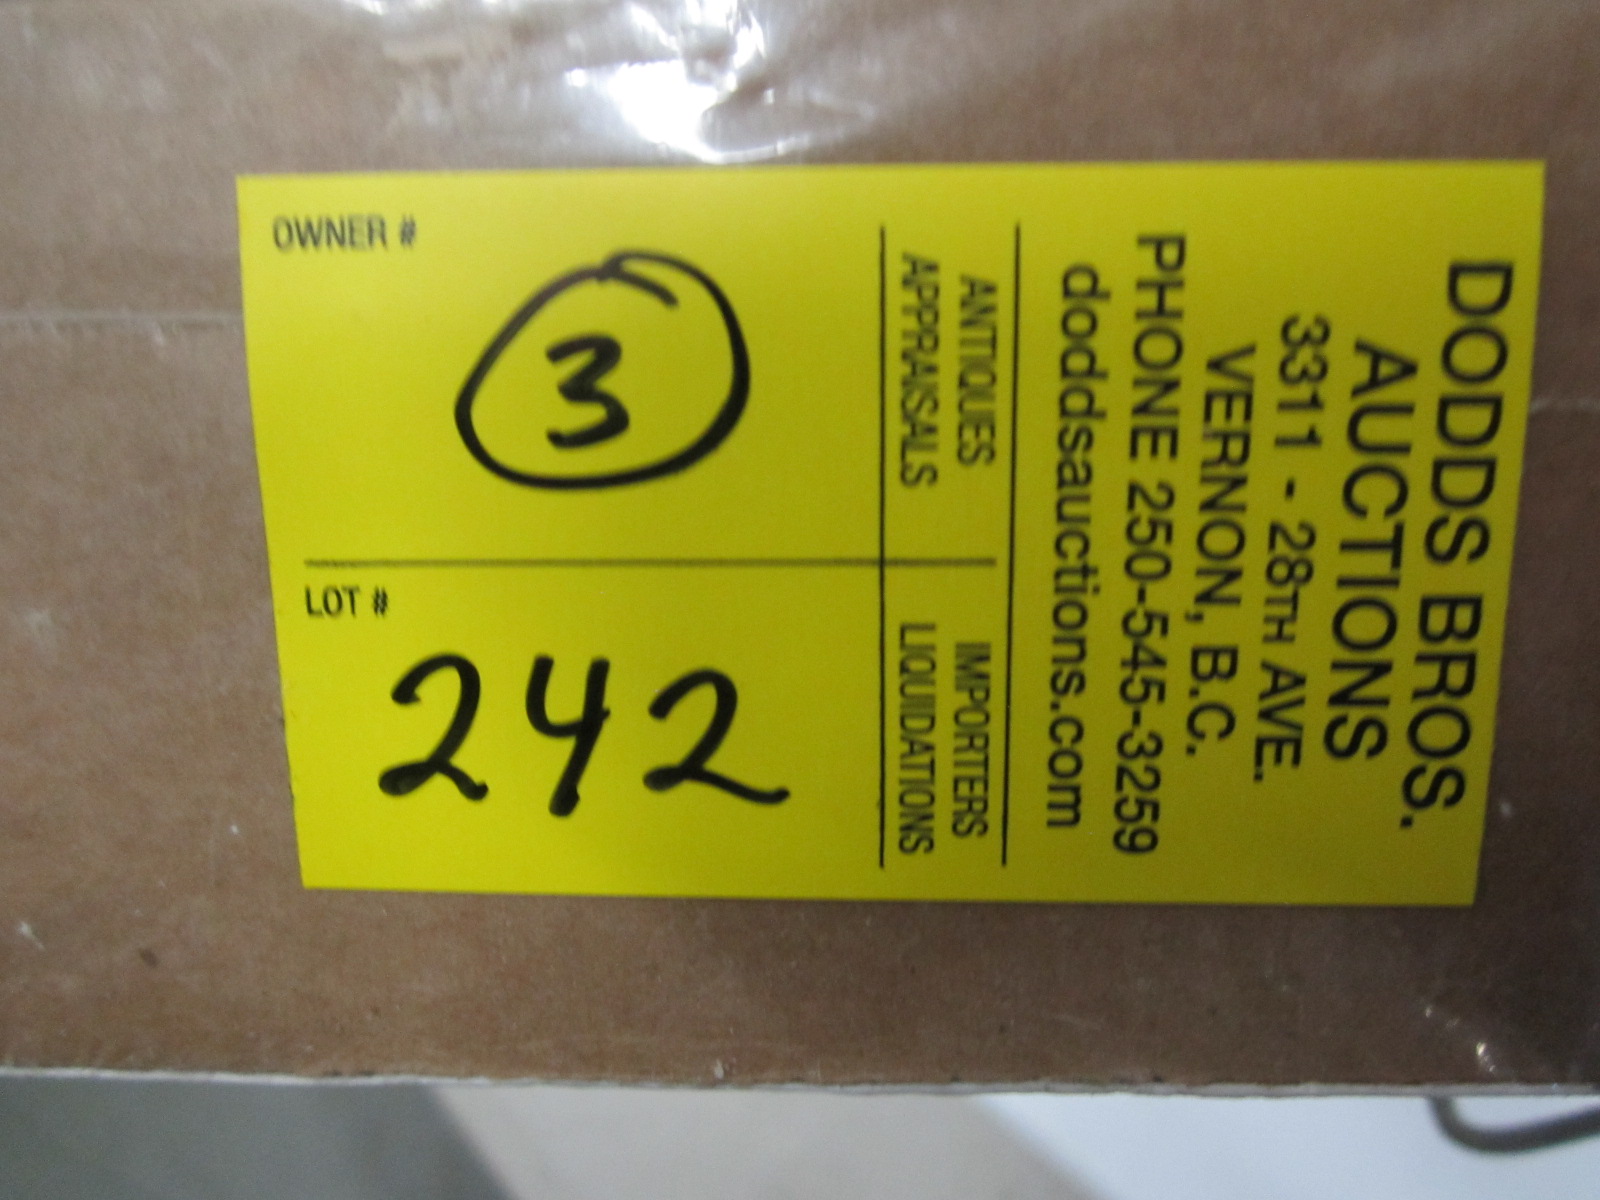 DODDS BROS.
AUCTIONS
3311 - 28TH AVE.
VERNON, B.C.
PHONE 250-545-3259
doddsauctions.com
ANTIQUES
APPRAISALS
IMPORTERS
LIQUIDATIONS
OWNER #
3
LOT #
242